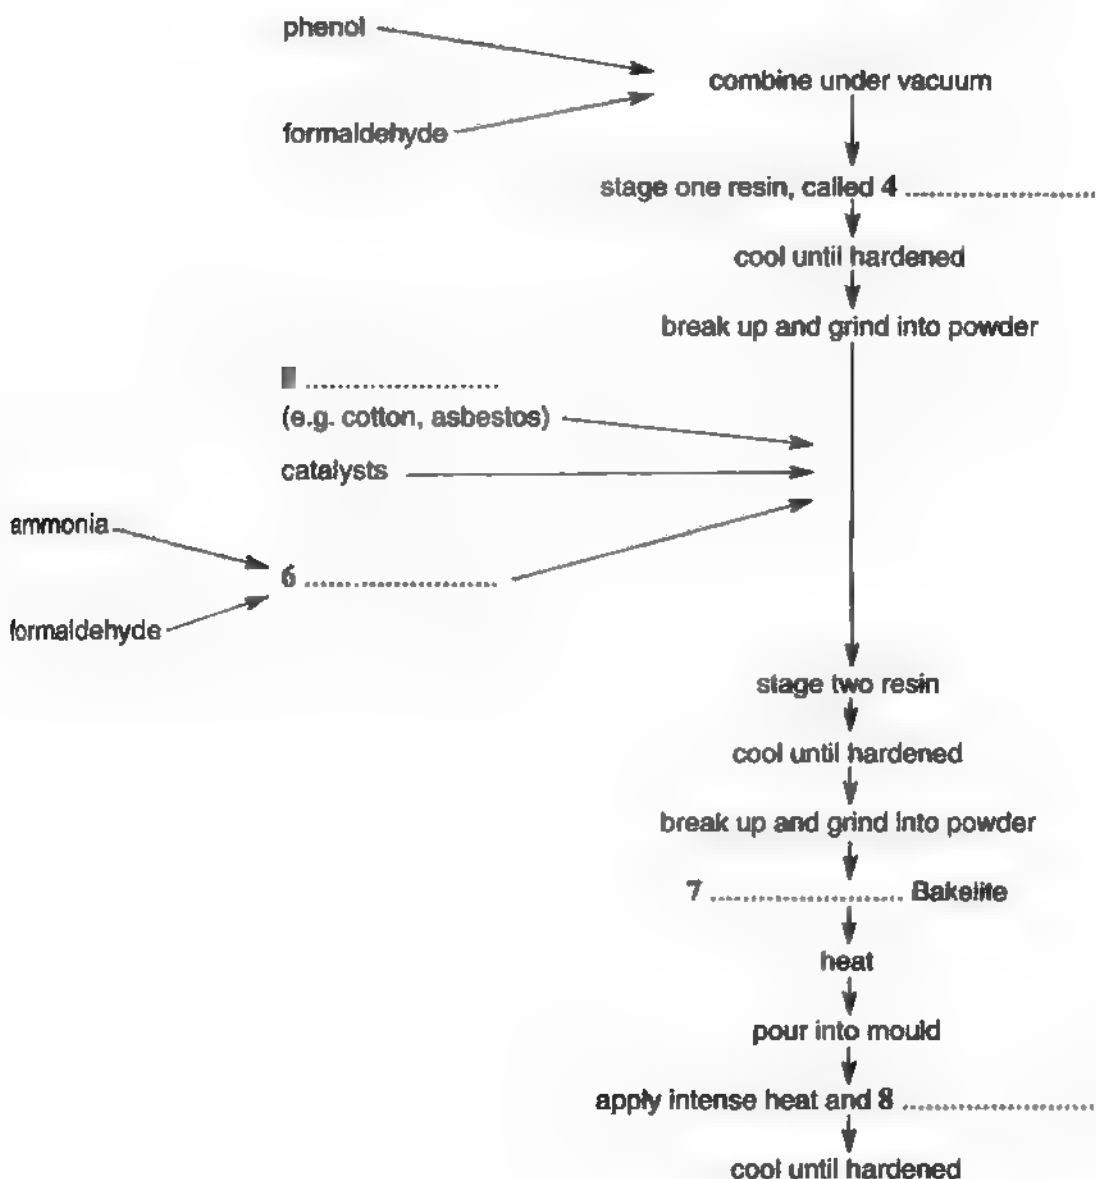 phenol
combine under vacuum
formaldehyde
stage one resin, called 4 ..............................
cool until hardened
break up and grind into powder
..............................
(e.g. cotton, asbestos)
catalysts
ammonia
6 ..............................
formaldehyde
stage two resin
cool until hardened
break up and grind into powder
7 .............................. Bakelite
heat
pour into mould
apply intense heat and 8 ..............................
cool until hardened